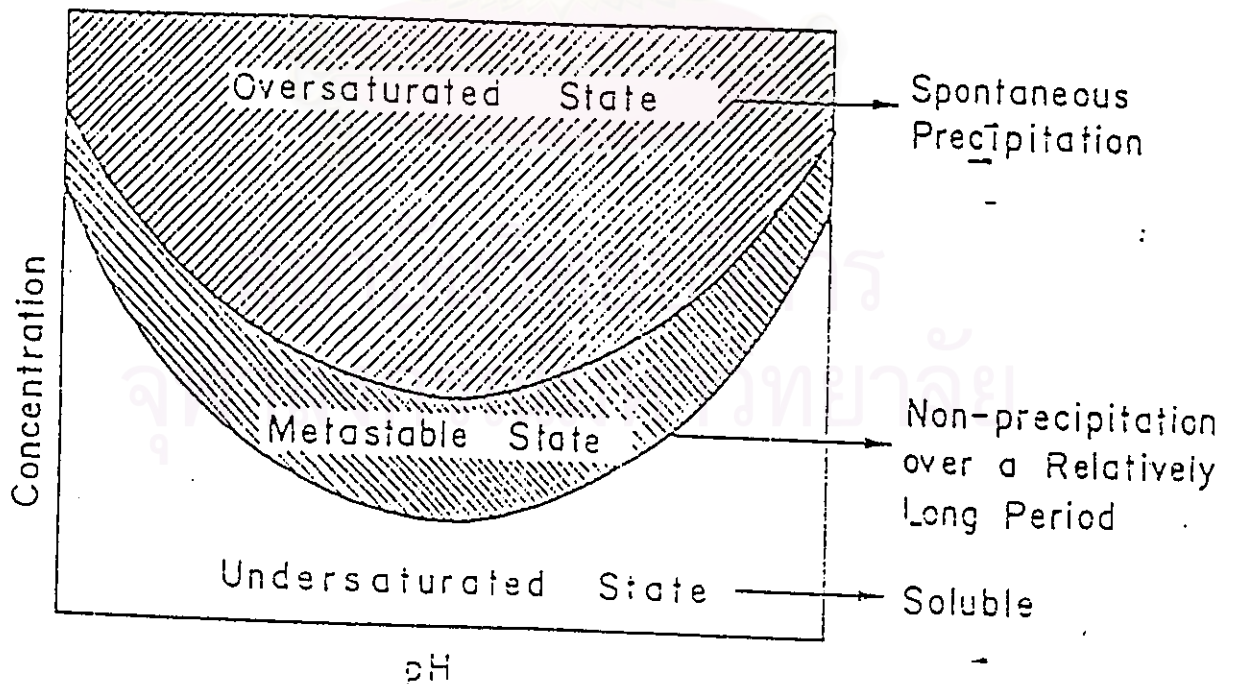 Oversaturated State
Spontaneous
Precipitation
Concentration
Metastable State
Non-precipitation
over a Relatively
Long Period
Undersaturated State
Soluble
pH